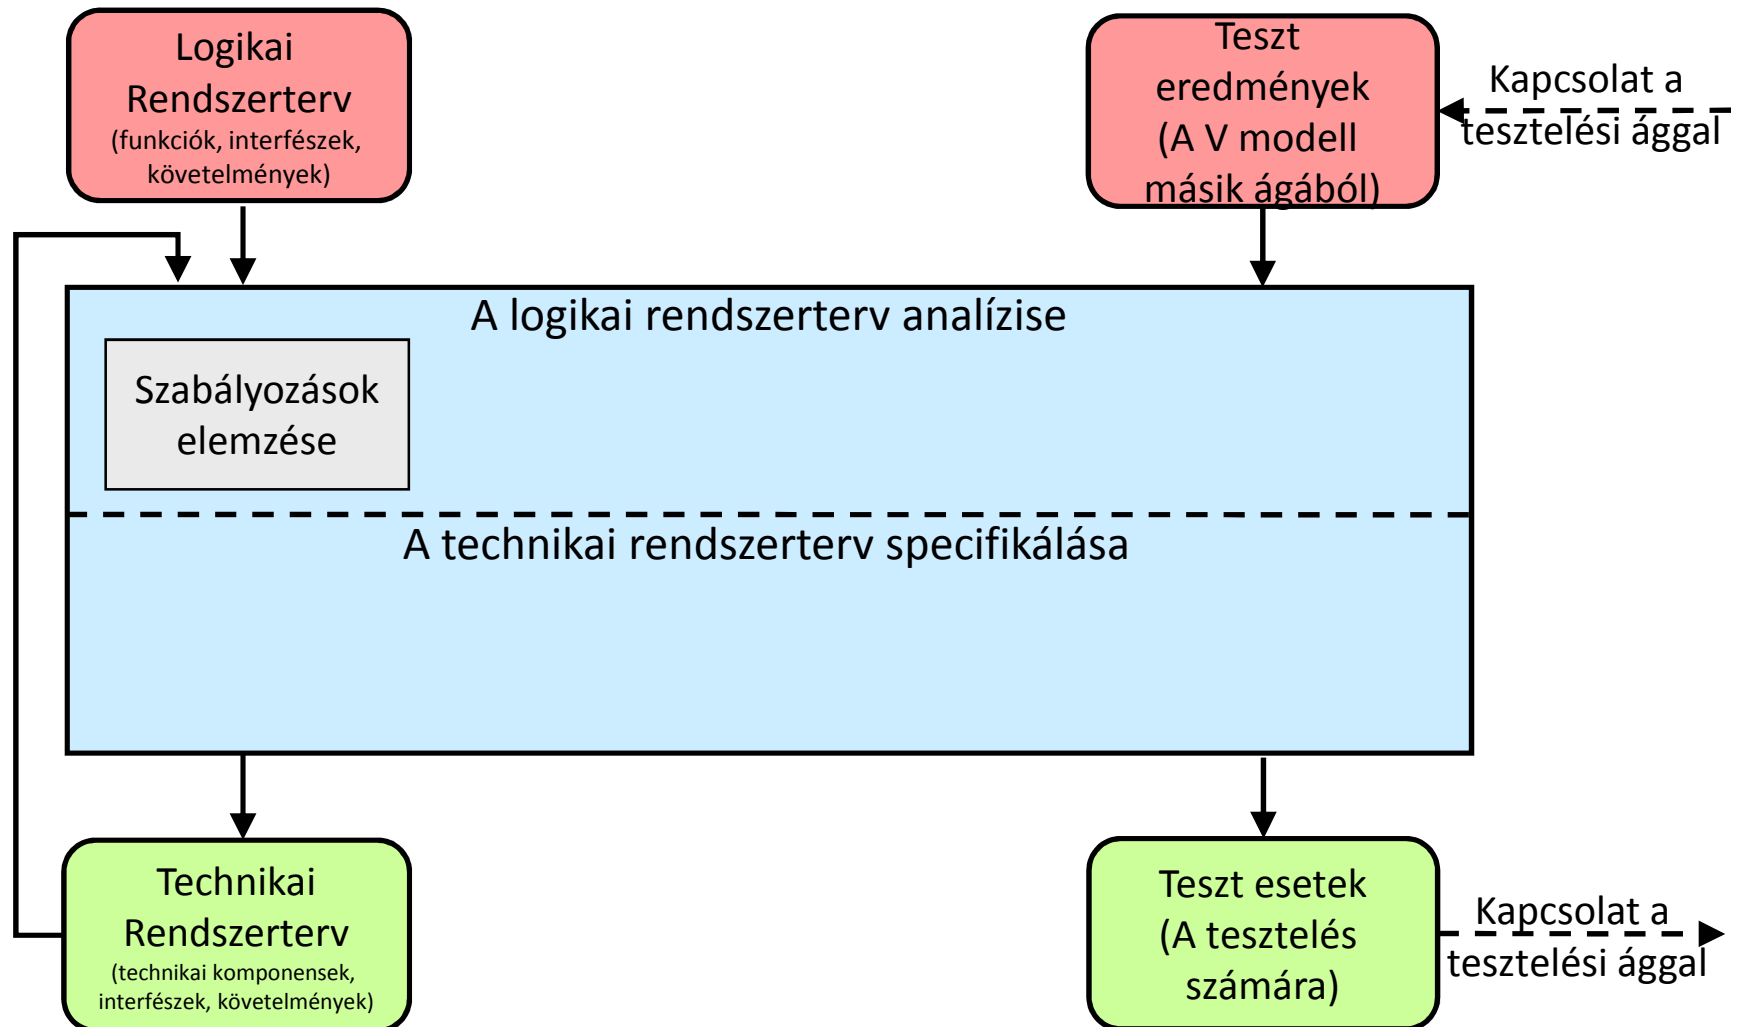 Logikai
Rendszerterv
(funkciók, interfészek,
követelmények)
Teszt
eredmények
(A V modell
másik ágából)
Kapcsolat a
tesztelési ággal
A logikai rendszerterv analízise
Szabályozások
elemzése
A technikai rendszerterv specifikálása
Technikai
Rendszerterv
(technikai komponensek,
interfészek, követelmények)
Teszt esetek
(A tesztelés
számára)
Kapcsolat a
tesztelési ággal